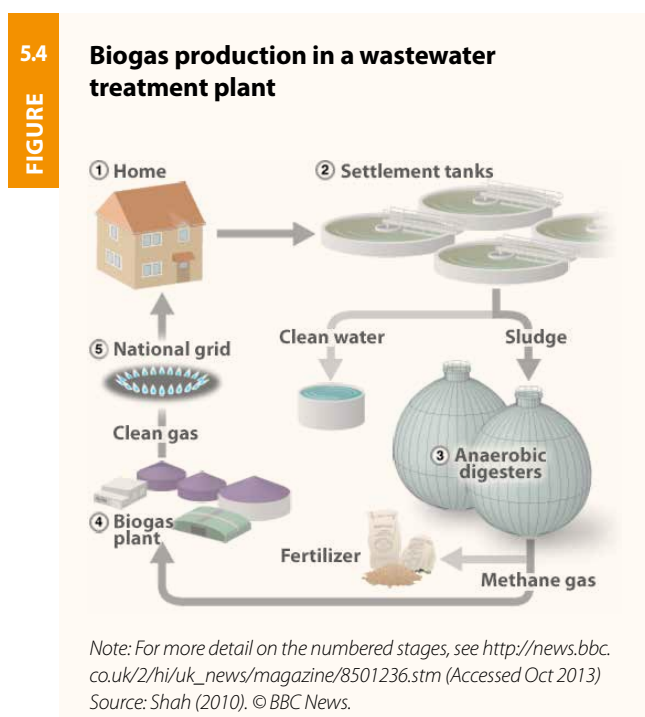 5.4
FIGURE
Biogas production in a wastewater
treatment plant
1 Home
2 Settlement tanks
Clean water
Sludge
3 Anaerobic
digesters
Fertilizer
Methane gas
4 Biogas
plant
Clean gas
5 National grid
Note: For more detail on the numbered stages, see http://news.bbc.
co.uk/2/hi/uk_news/magazine/8501236.stm (Accessed Oct 2013)
Source: Shah (2010). © BBC News.